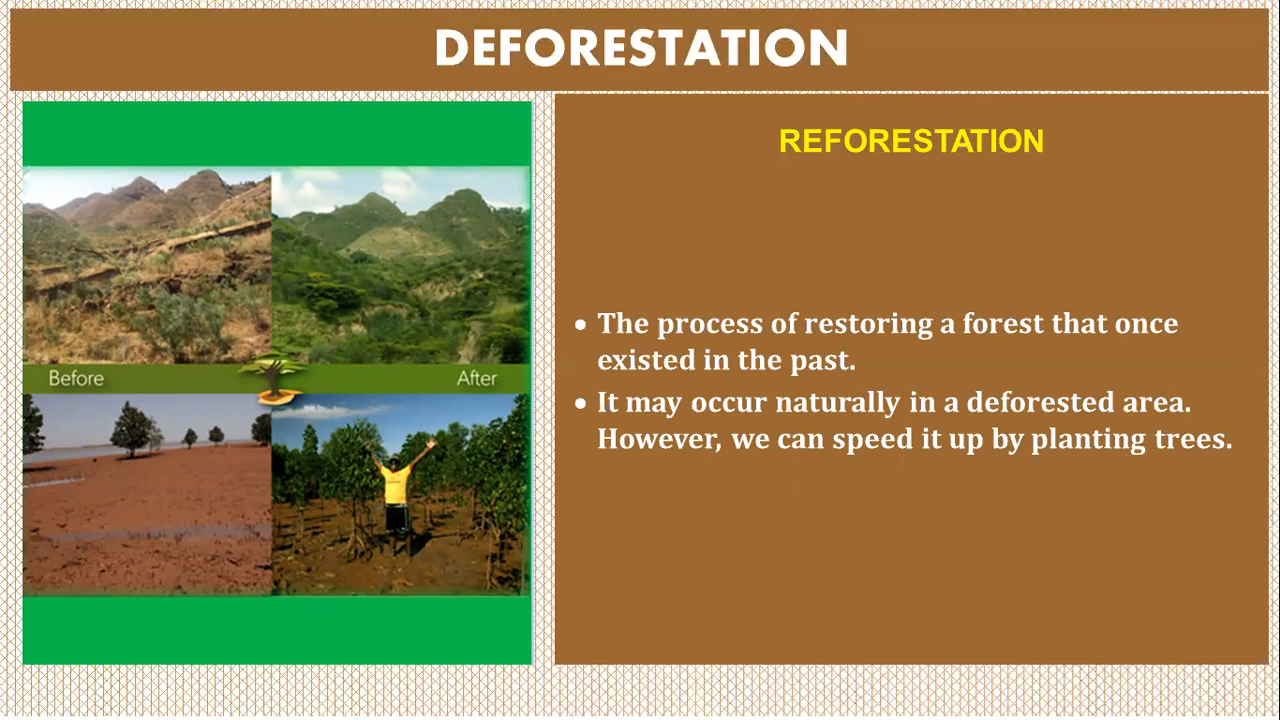 DEFORESTATION
REFORESTATION
Before
After
• The process of restoring a forest that once
existed in the past.
• It may occur naturally in a deforested area.
However, we can speed it up by planting trees.